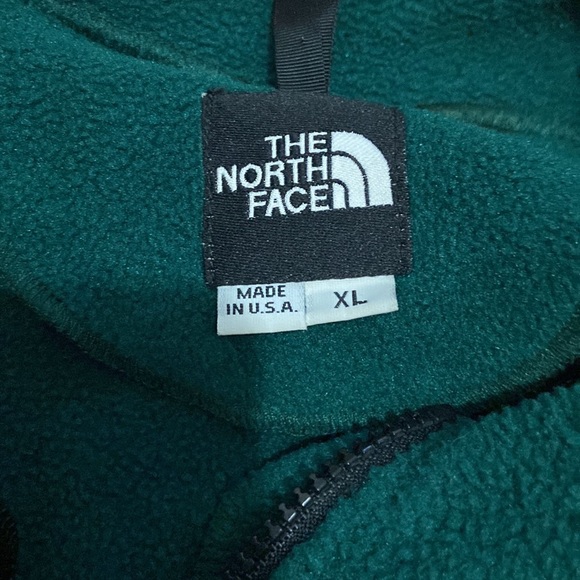 THE
NORTH
FACE
MADE
IN U.S.A.
XL